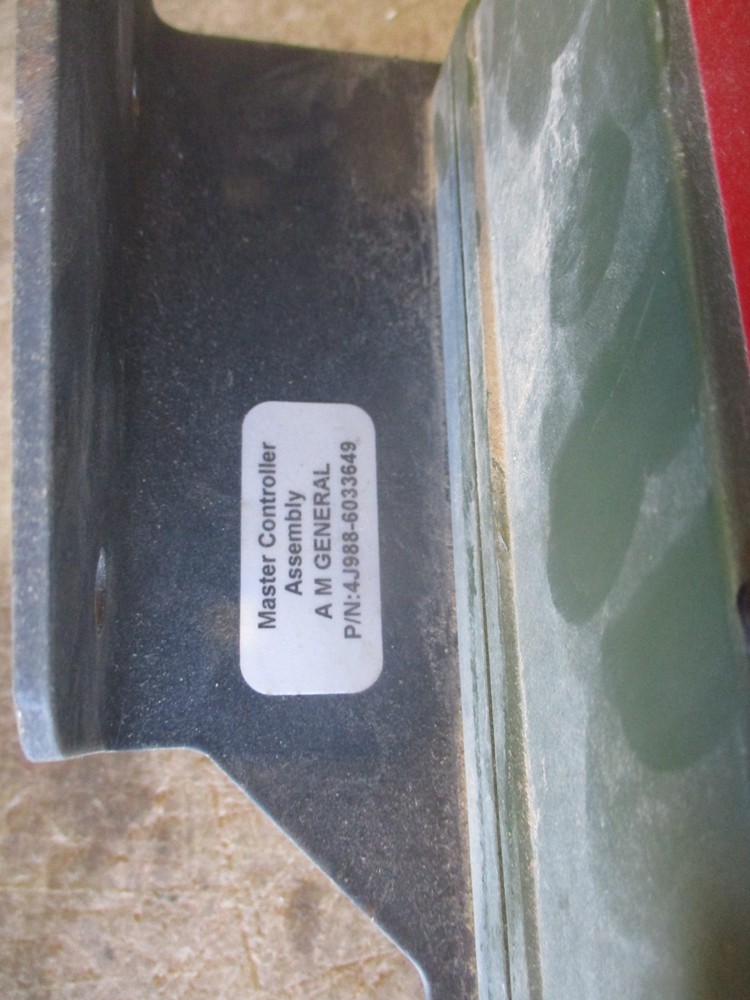 Master Controller
Assembly
A M GENERAL
P/N:4J988-6033649